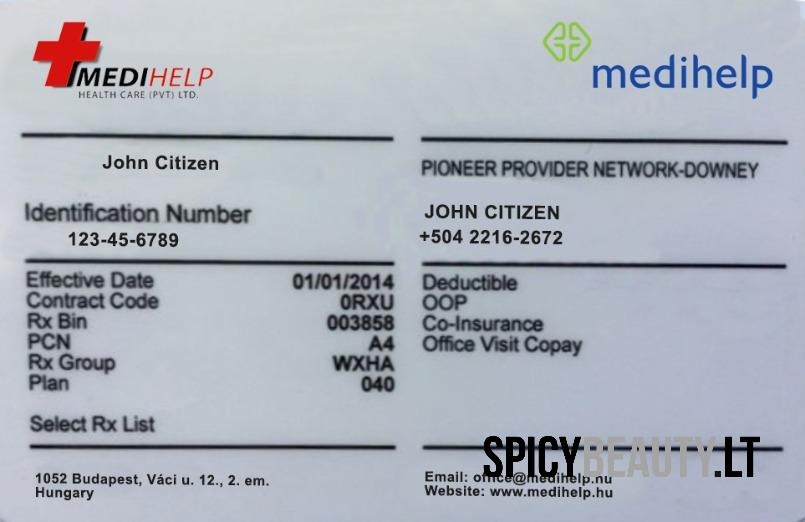 MEDIHELP
HEALTH CARE (PVT) LTD.
medihelp
John Citizen
Identification Number
123-45-6789
PIONEER PROVIDER NETWORK-DOWNEY
JOHN CITIZEN
+504 2216-2672
Effective Date 01/01/2014
Contract Code 0RXU
Rx Bin 003858
PCN A4
Rx Group WXHA
Plan 040
Select Rx List
Deductible
OOP
Co-Insurance
Office Visit Copay
1052 Budapest, Váci u. 12., 2. em.
Hungary
Email: office@medihelp.hu
Website: www.medihelp.hu
SPICYBEAUTY.LT